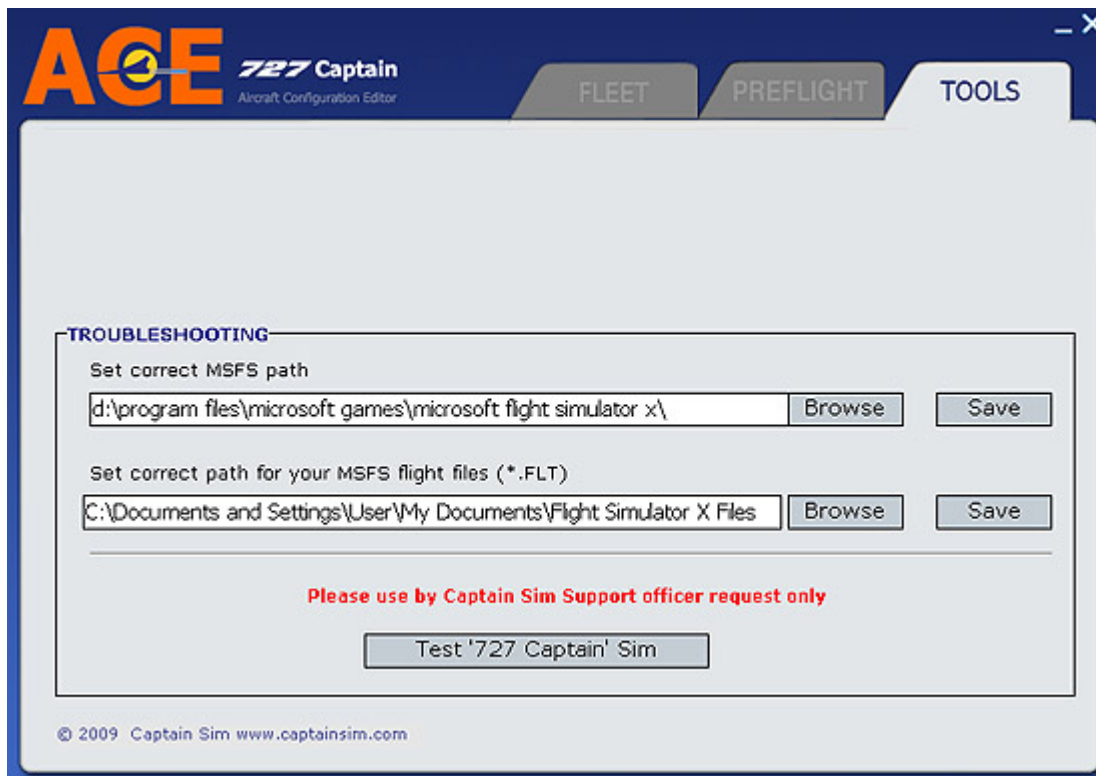 ACE 727 Captain
Aircraft Configuration Editor
FLEET PREFLIGHT TOOLS
TROUBLESHOOTING
Set correct MSFS path
d:\program files\microsoft games\microsoft flight simulator x\ Browse Save
Set correct path for your MSFS flight files (*.FLT)
C:\Documents and Settings\User\My Documents\Flight Simulator X Files Browse Save
Please use by Captain Sim Support officer request only
Test '727 Captain' Sim
© 2009 Captain Sim www.captainsim.com